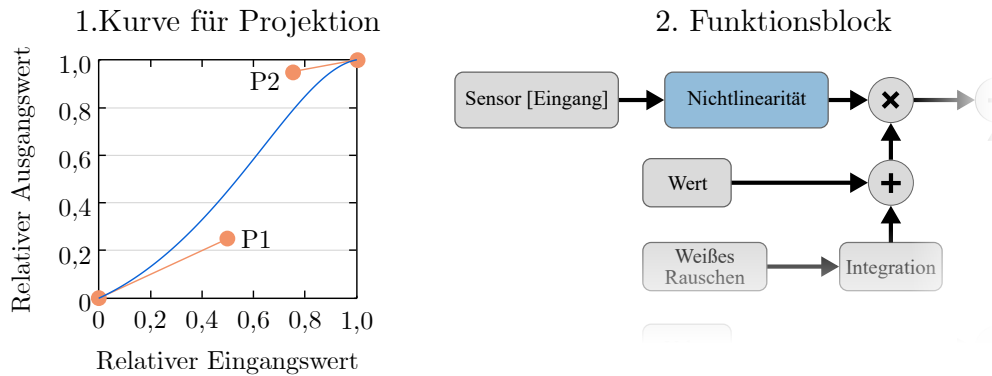 1.Kurve für Projektion
Relativer Ausgangswert
1,0
0,8
0,6
0,4
0,2
0
P2
P1
0 0,2 0,4 0,6 0,8 1,0
Relativer Eingangswert
2. Funktionsblock
Sensor [Eingang]
Nichtlinearität
×
Wert
+
Weißes
Rauschen
Integration